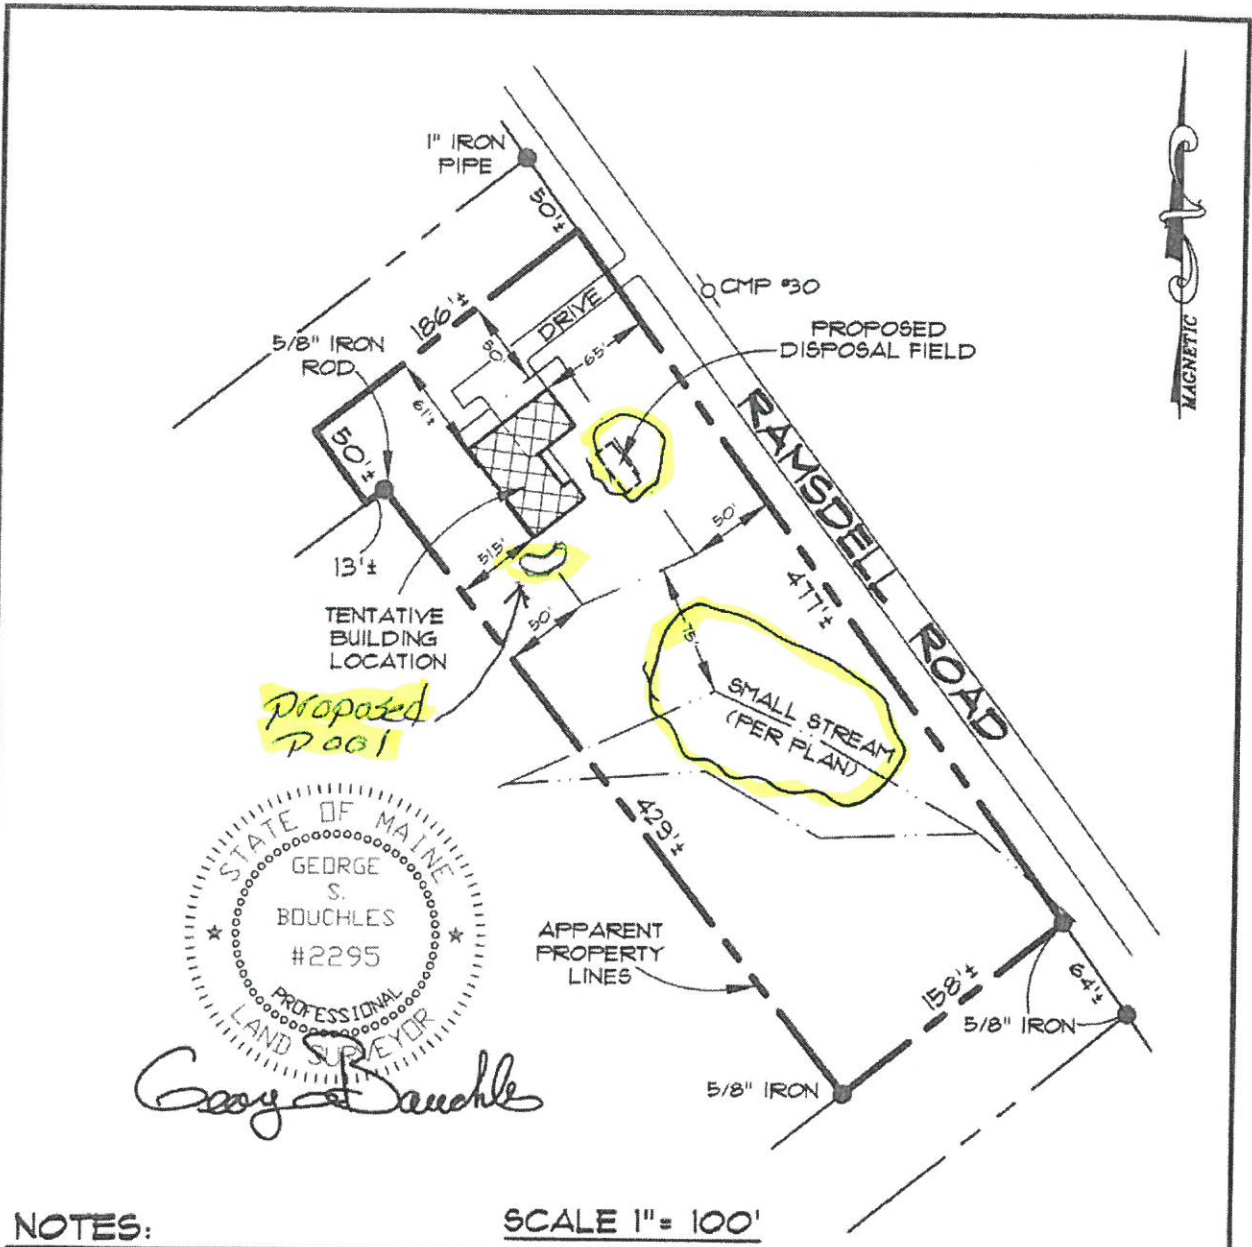 1" IRON
PIPE
50'±
186'±
5/8" IRON
ROD
DRIVE
50'
65'
CMP #30
PROPOSED
DISPOSAL FIELD
MAGNETIC
61'±
50'±
13'±
51.5'
50'
50'
75'
RAMSDELL ROAD
477'±
TENTATIVE
BUILDING
LOCATION
proposed
pool
SMALL STREAM
(PER PLAN)
429'±
STATE OF MAINE
GEORGE
S.
BOUCHLES
#2295
PROFESSIONAL
LAND SURVEYOR
George Bouchles
APPARENT
PROPERTY
LINES
158'±
64'±
5/8" IRON
5/8" IRON
NOTES:
SCALE 1"= 100'